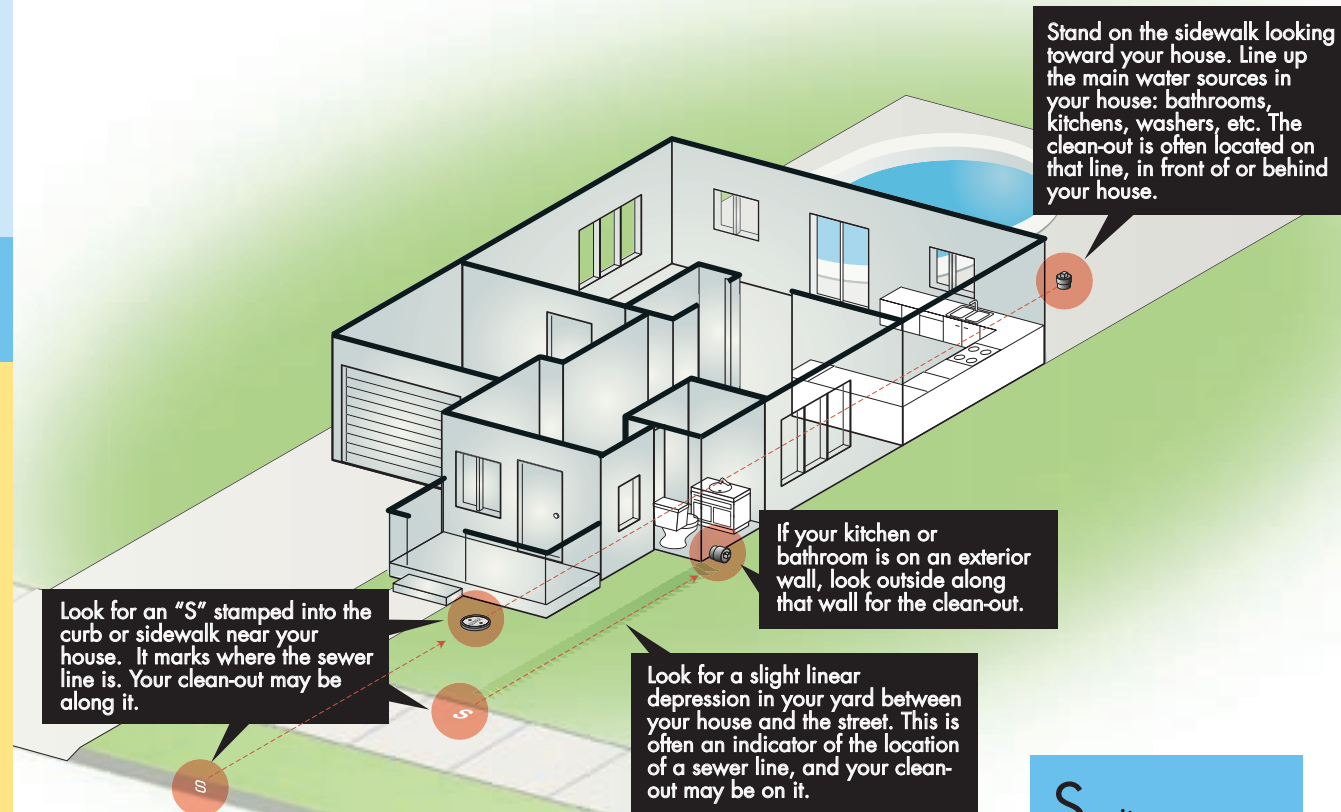 Stand on the sidewalk looking
toward your house. Line up
the main water sources in
your house: bathrooms,
kitchens, washers, etc. The
clean-out is often located on
that line, in front of or behind
your house.
If your kitchen or
bathroom is on an exterior
wall, look outside along
that wall for the clean-out.
Look for an “S” stamped into the
curb or sidewalk near your
house.  It marks where the sewer
line is. Your clean-out may be
along it.
Look for a slight linear
depression in your yard between
your house and the street. This is
often an indicator of the location
of a sewer line, and your clean-
out may be on it.
S
S